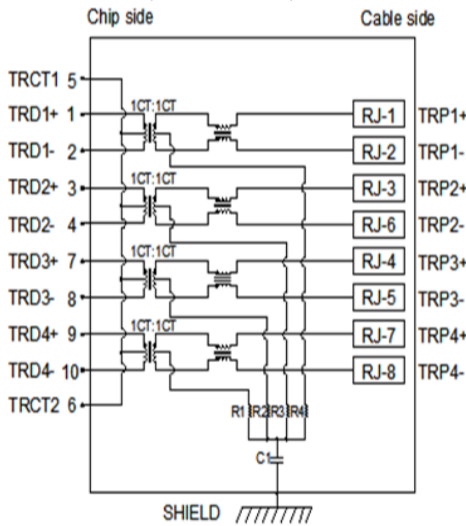 Chip side Cable side
TRCT1 5
1CT:1CT
TRD1+ 1 RJ-1 TRP1+
TRD1- 2 RJ-2 TRP1-
1CT:1CT
TRD2+ 3 RJ-3 TRP2+
TRD2- 4 RJ-6 TRP2-
1CT:1CT
TRD3+ 7 RJ-4 TRP3+
TRD3- 8 RJ-5 TRP3-
1CT:1CT
TRD4+ 9 RJ-7 TRP4+
TRD4- 10 RJ-8 TRP4-
TRCT2 6
R1 R2 R3 R4
C1
SHIELD